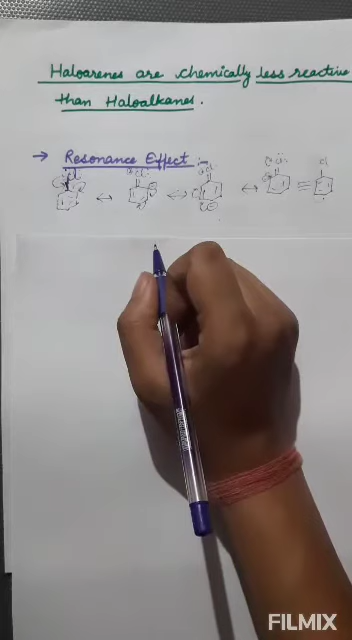 Haloarenes are chemically less reactive
than Haloalkanes.
→ Resonance Effect :-
FILMIX